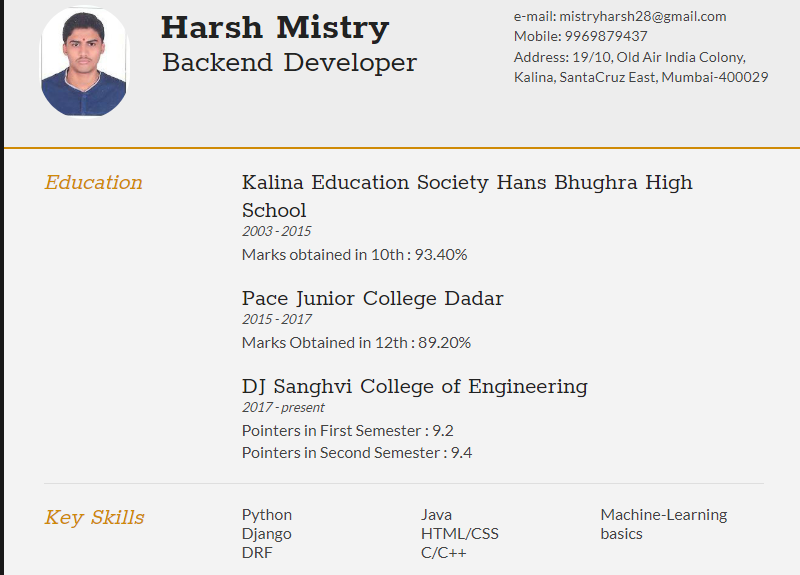 Harsh Mistry
Backend Developer
e-mail: mistryharsh28@gmail.com
Mobile: 9969879437
Address: 19/10, Old Air India Colony,
Kalina, SantaCruz East, Mumbai-400029
Education
Kalina Education Society Hans Bhughra High
School
2003 - 2015
Marks obtained in 10th : 93.40%
Pace Junior College Dadar
2015 - 2017
Marks Obtained in 12th : 89.20%
DJ Sanghvi College of Engineering
2017 - present
Pointers in First Semester : 9.2
Pointers in Second Semester : 9.4
Key Skills
Python
Django
DRF
Java
HTML/CSS
C/C++
Machine-Learning
basics